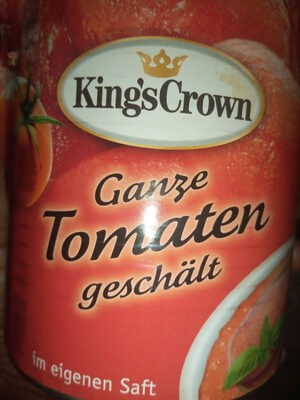 King'sCrown
Ganze
Tomaten
geschält
im eigenen Saft